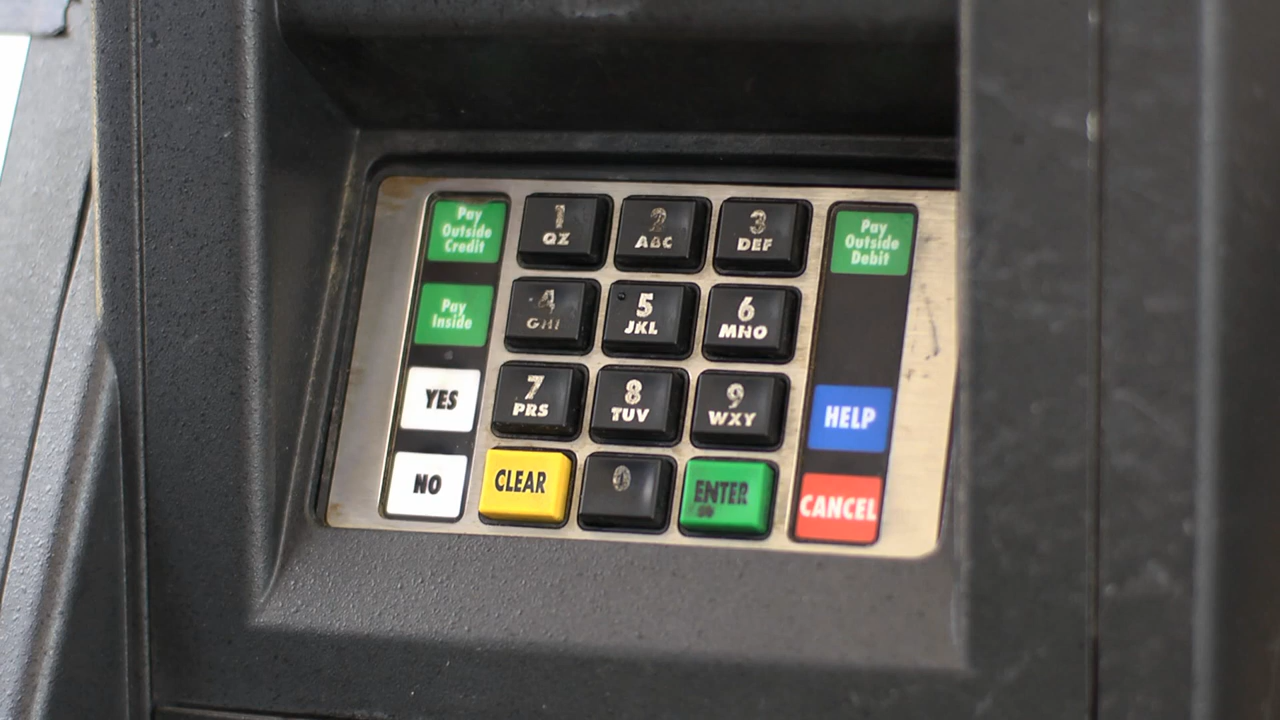 Pay
Outside
Credit
1
QZ
2
ABC
3
DEF
Pay
Outside
Debit
Pay
Inside
4
GHI
5
JKL
6
MNO
YES
7
PRS
8
TUV
9
WXY
HELP
NO
CLEAR
0
ENTER
CANCEL